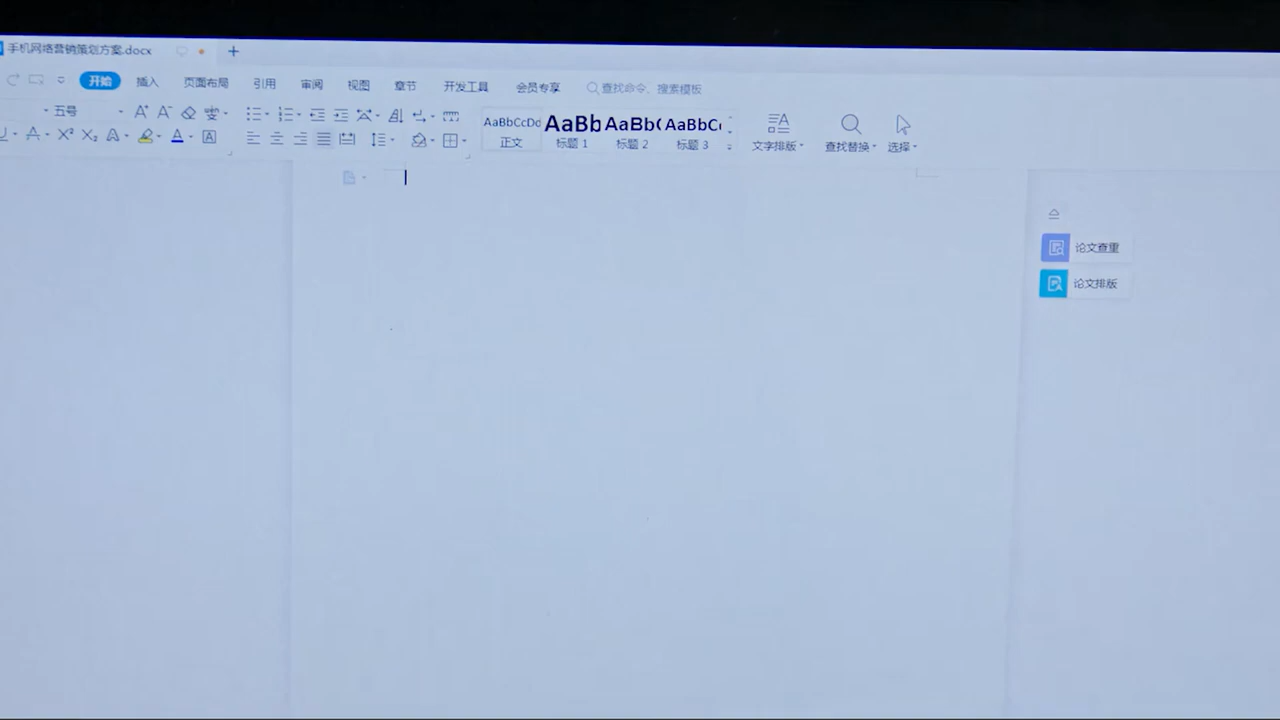 手机网络营销策划方案.docx
开始 插入 页面布局 引用 审阅 视图 章节 开发工具 会员专享 查找命令、搜索模板
五号
AaBbCcDd AaBb AaBb( AaBbC
正文 标题 1 标题 2 标题 3 文字排版 查找替换 选择
论文查重
论文排版